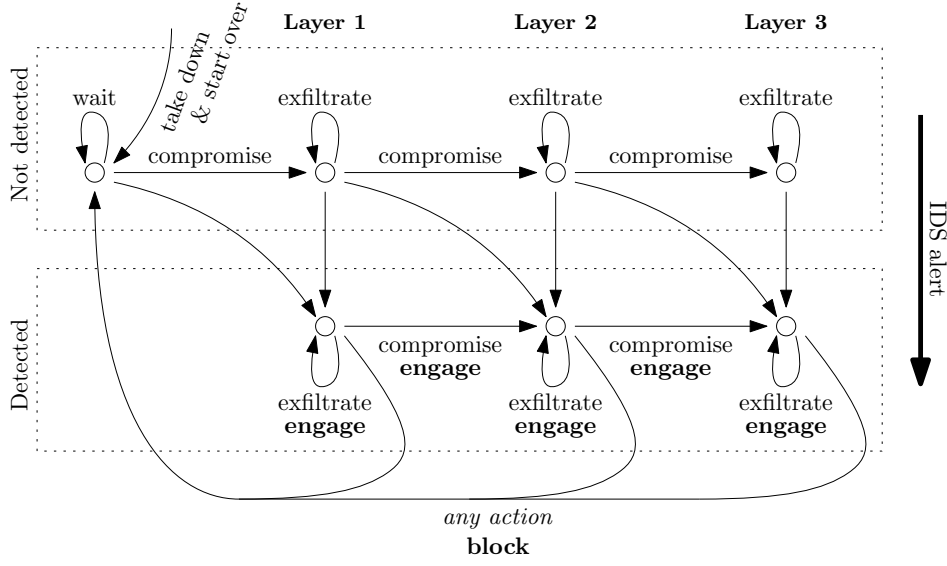 Layer 1
Layer 2
Layer 3
take down
& start over
Not detected
wait
exfiltrate
exfiltrate
exfiltrate
compromise
compromise
compromise
IDS alert
Detected
compromise
engage
compromise
engage
exfiltrate
engage
exfiltrate
engage
exfiltrate
engage
any action
block